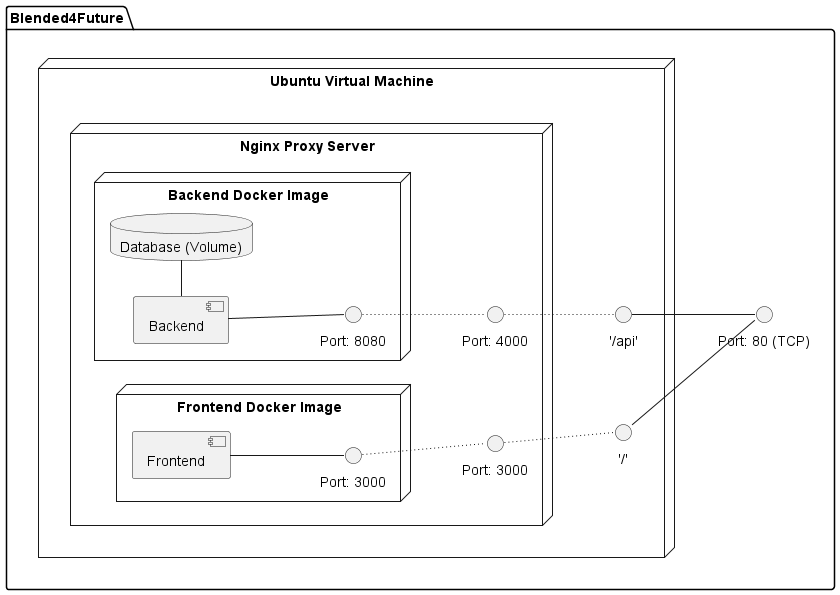 Blended4Future
Ubuntu Virtual Machine
Nginx Proxy Server
Backend Docker Image
Database (Volume)
Backend
Port: 8080
Port: 4000
'/api'
Port: 80 (TCP)
Frontend Docker Image
Frontend
Port: 3000
Port: 3000
'/'